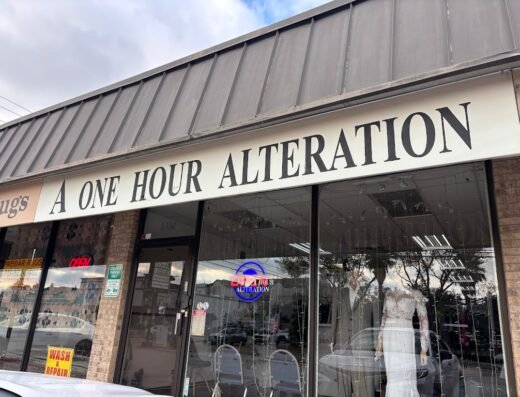 ugs
A ONE HOUR ALTERATION
OPEN
ALTERATION
WASH
REPAIR